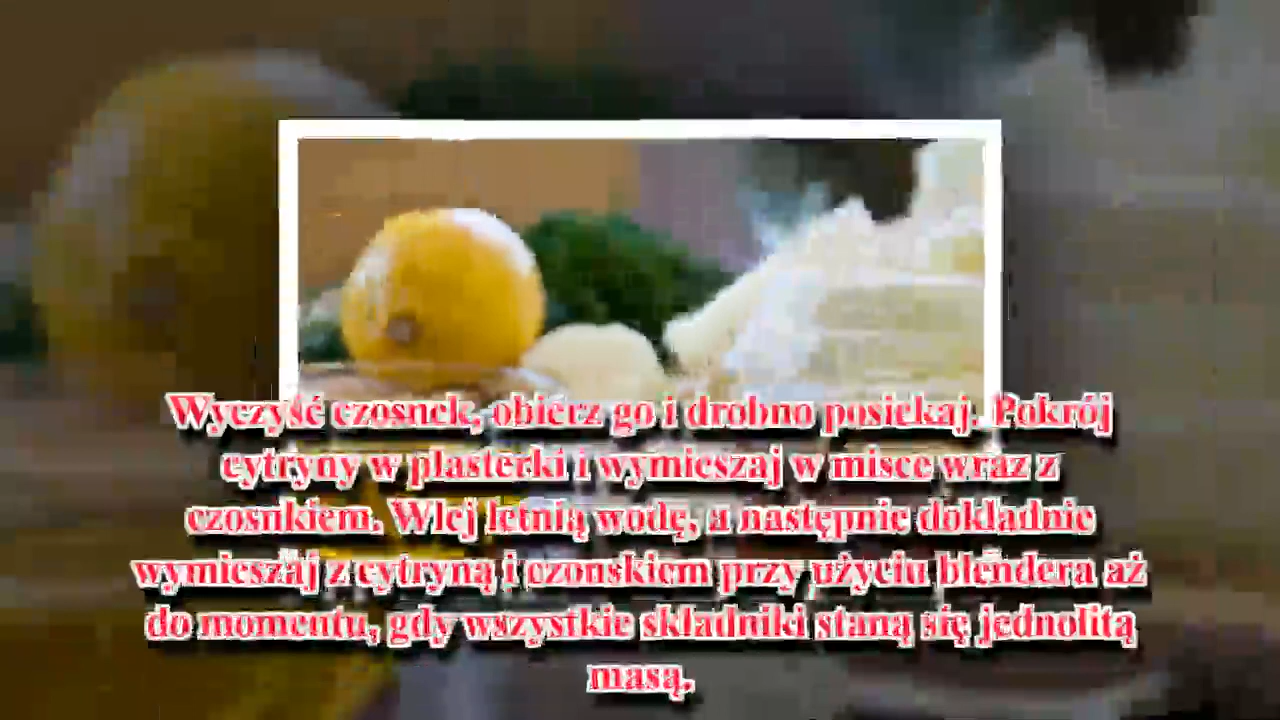 Wyczyść czosnek, obierz go i drobno posiekaj. Pokrój
cytryny w plasterki i wymieszaj w misce wraz z
czosnkiem. Wlej letnią wodę, a następnie dokładnie
wymieszaj z cytryną i czonskiem przy użyciu blendera aż
do momentu, gdy wszystkie składniki staną się jednolitą
masą.